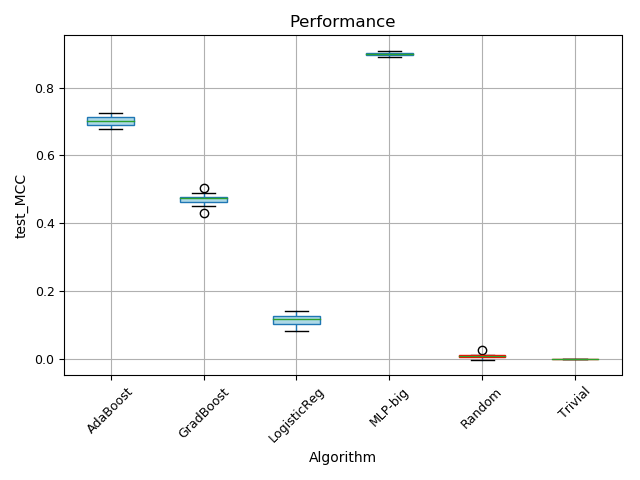 Performance
test_MCC
0.8
0.6
0.4
0.2
0.0
AdaBoost
GradBoost
LogisticReg
MLP-big
Random
Trivial
Algorithm